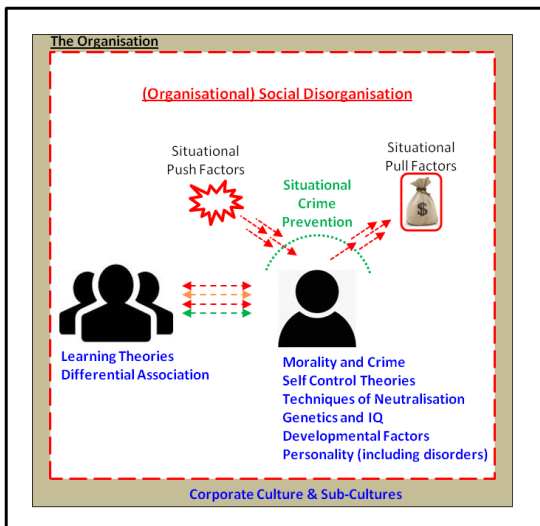 The Organisation
(Organisational) Social Disorganisation
Situational
Push Factors
Situational
Pull Factors
Situational
Crime
Prevention
$
Learning Theories
Differential Association
Morality and Crime
Self Control Theories
Techniques of Neutralisation
Genetics and IQ
Developmental Factors
Personality (including disorders)
Corporate Culture & Sub-Cultures